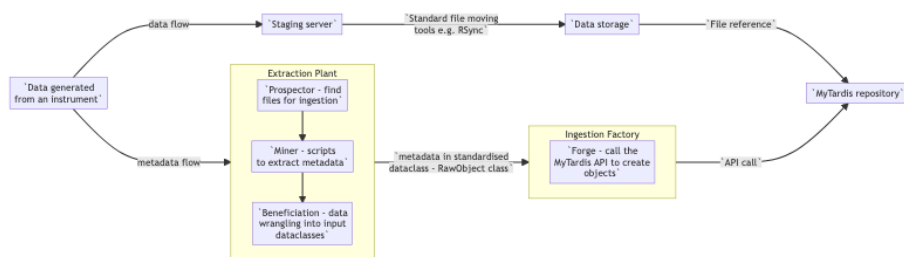 data flow
`Staging server`
`Standard file moving
tools e.g. RSync`
`Data storage`
`File reference`
`Data generated
from an instrument`
Extraction Plant
`Prospector - find
files for ingestion`
`MyTardis repository`
Ingestion Factory
metadata flow
`Miner - scripts
to extract metadata`
`metadata in standardised
dataclass - RawObject class`
`Forge - call the
MyTardis API to create
objects`
`API call`
`Beneficiation - data
wrangling into input
dataclasses`